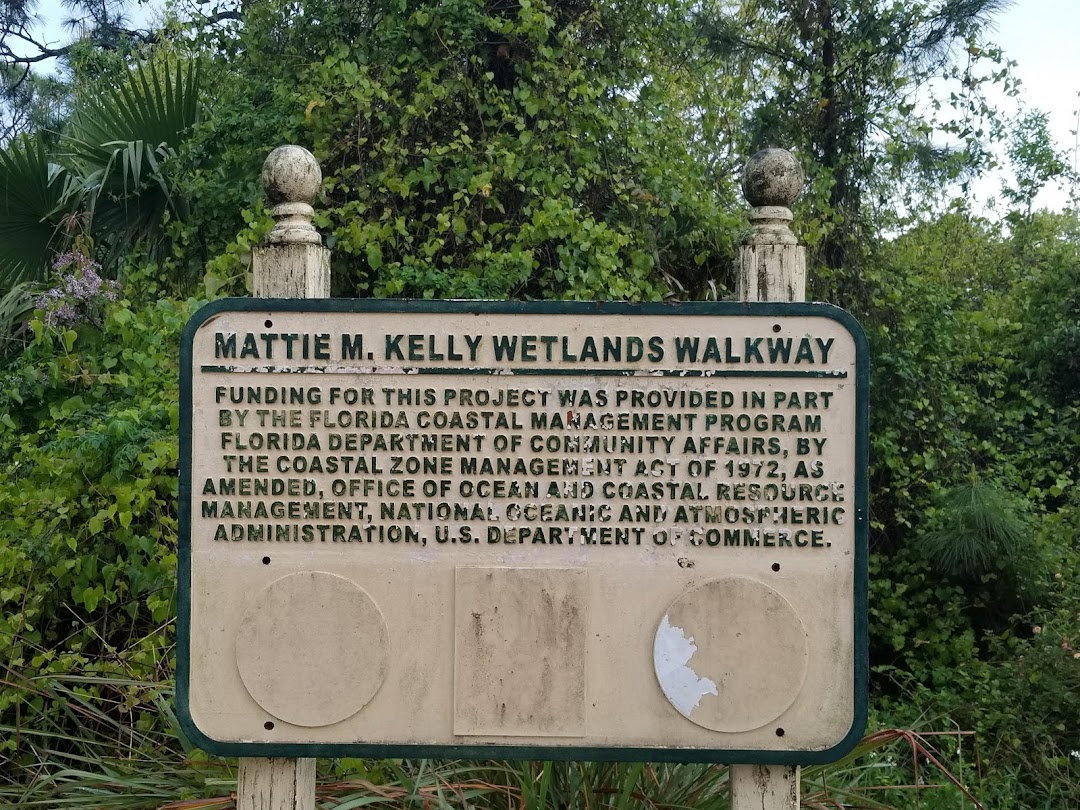 MATTIE M. KELLY WETLANDS WALKWAY
FUNDING FOR THIS PROJECT WAS PROVIDED IN PART
BY THE FLORIDA COASTAL MANAGEMENT PROGRAM
FLORIDA DEPARTMENT OF COMMUNITY AFFAIRS, BY
THE COASTAL ZONE MANAGEMENT ACT OF 1972, AS
AMENDED, OFFICE OF OCEAN AND COASTAL RESOURCE
MANAGEMENT, NATIONAL OCEANIC AND ATMOSPHERIC
ADMINISTRATION, U.S. DEPARTMENT OF COMMERCE.